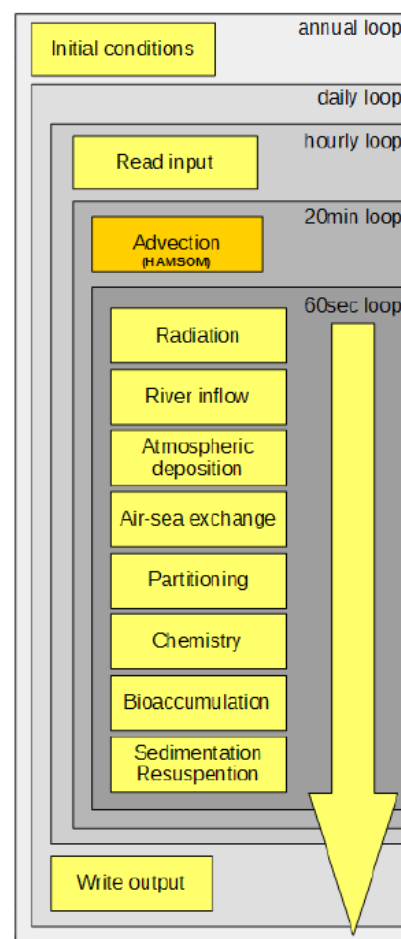 annual loop
Initial conditions
daily loop
hourly loop
Read input
20min loop
Advection
(HAMSOM)
60sec loop
Radiation
River inflow
Atmospheric
deposition
Air-sea exchange
Partitioning
Chemistry
Bioaccumulation
Sedimentation
Resuspention
Write output